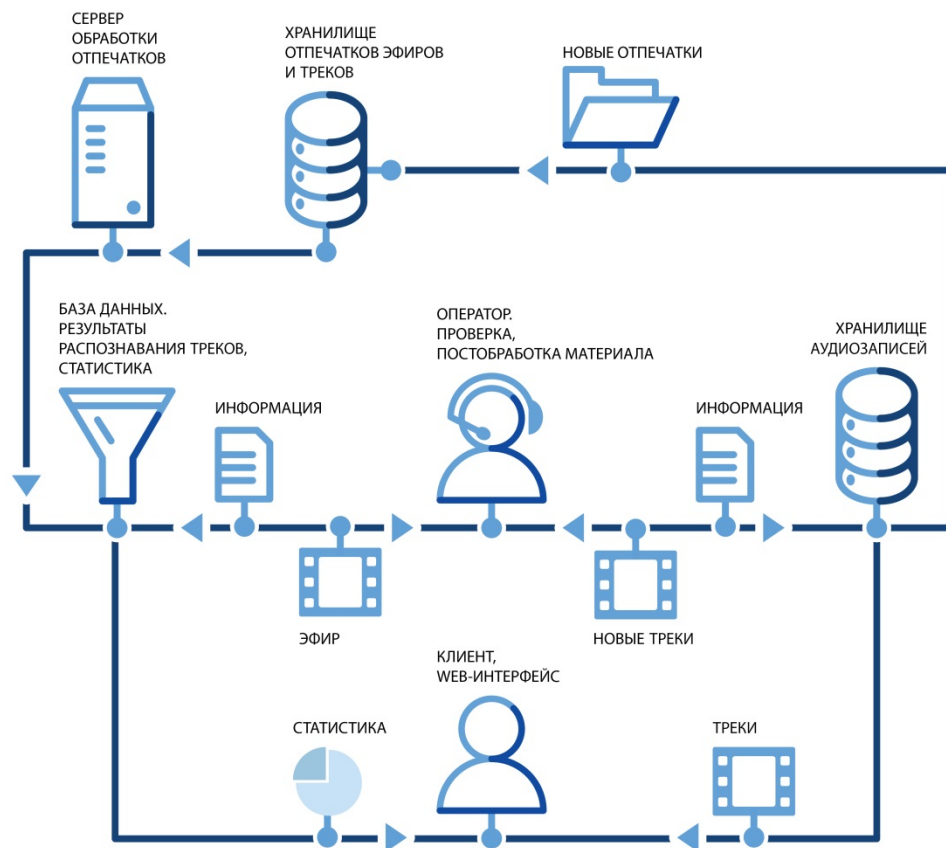 СЕРВЕР
ОБРАБОТКИ
ОТПЕЧАТКОВ
ХРАНИЛИЩЕ
ОТПЕЧАТКОВ ЭФИРОВ
И ТРЕКОВ
НОВЫЕ ОТПЕЧАТКИ
БАЗА ДАННЫХ.
РЕЗУЛЬТАТЫ
РАСПОЗНАВАНИЯ ТРЕКОВ,
СТАТИСТИКА
ИНФОРМАЦИЯ
ОПЕРАТОР.
ПРОВЕРКА,
ПОСТОБРАБОТКА МАТЕРИАЛА
ИНФОРМАЦИЯ
ХРАНИЛИЩЕ
АУДИОЗАПИСЕЙ
ЭФИР
НОВЫЕ ТРЕКИ
КЛИЕНТ,
WEB-ИНТЕРФЕЙС
СТАТИСТИКА
ТРЕКИ